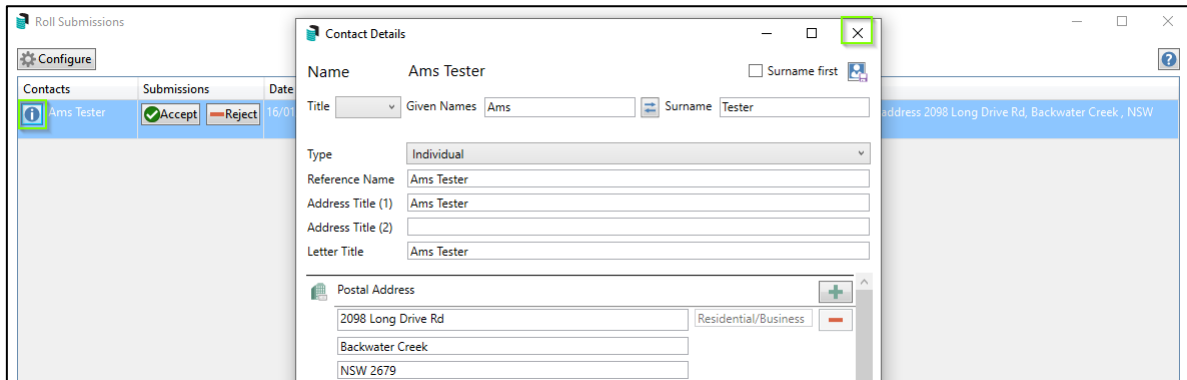 Roll Submissions
Configure
Contacts Submissions Date
Ams Tester Accept Reject 16/01 address 2098 Long Drive Rd, Backwater Creek , NSW
Contact Details
Name Ams Tester Surname first
Title Given Names Ams Surname Tester
Type Individual
Reference Name Ams Tester
Address Title (1) Ams Tester
Address Title (2)
Letter Title Ams Tester
Postal Address
2098 Long Drive Rd Residential/Business
Backwater Creek
NSW 2679